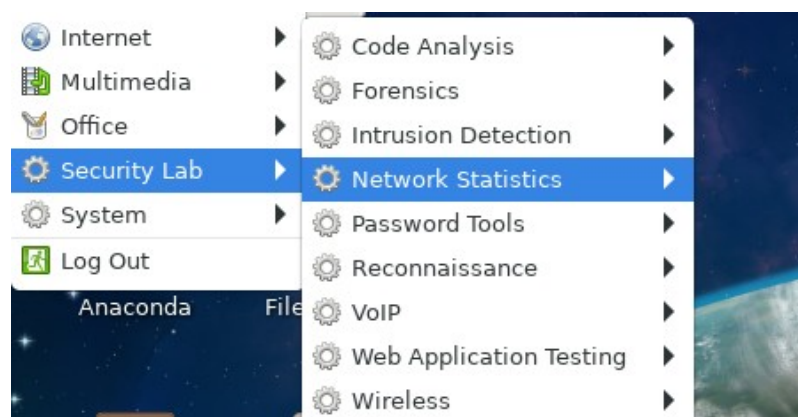 Internet
Multimedia
Office
Security Lab
System
Log Out
Code Analysis
Forensics
Intrusion Detection
Network Statistics
Password Tools
Reconnaissance
VoIP
Web Application Testing
Wireless
Anaconda
File